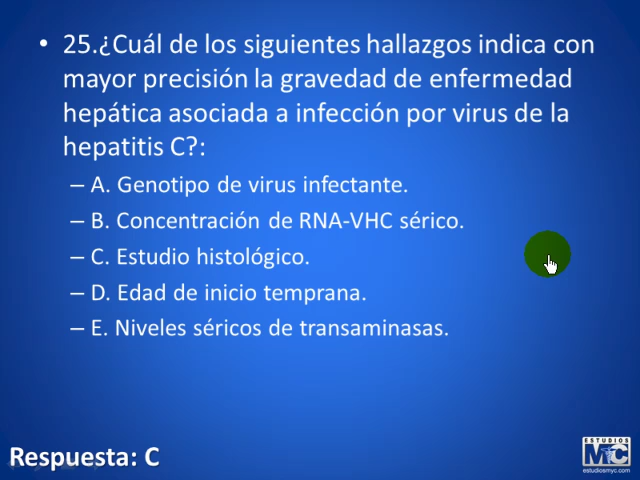 • 25.¿Cuál de los siguientes hallazgos indica con
mayor precisión la gravedad de enfermedad
hepática asociada a infección por virus de la
hepatitis C?:
– A. Genotipo de virus infectante.
– B. Concentración de RNA-VHC sérico.
– C. Estudio histológico.
– D. Edad de inicio temprana.
– E. Niveles séricos de transaminasas.
Respuesta: C
ESTUDIOS
MyC
estudiosmyc.com